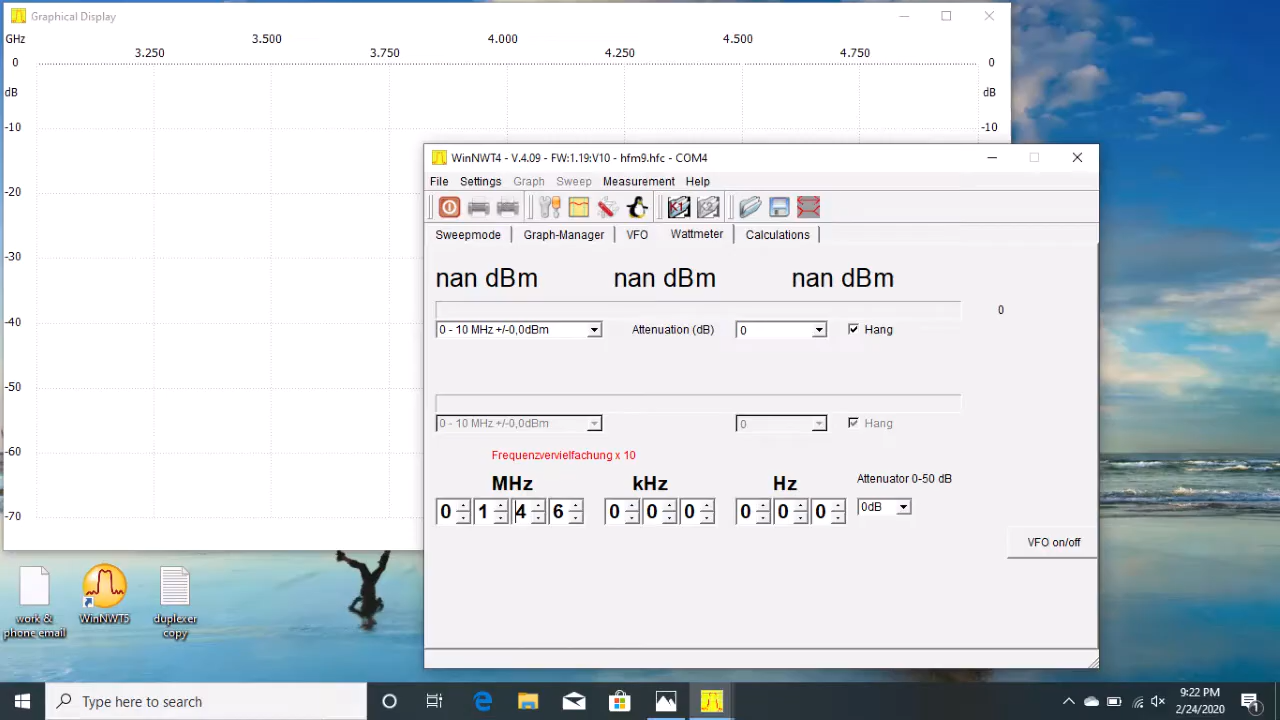 Graphical Display
GHz
3.500
4.000
4.500
3.250
3.750
4.250
4.750
0
0
dB
dB
-10
-10
-20
-30
-40
-50
-60
-70
WinNWT4 - V.4.09 - FW:1.19:V10 - hfm9.hfc - COM4
File Settings Graph Sweep Measurement Help
Sweepmode Graph-Manager VFO Wattmeter Calculations
nan dBm nan dBm nan dBm
0
0 - 10 MHz +/-0,0dBm Attenuation (dB) 0 Hang
0 - 10 MHz +/-0,0dBm 0 Hang
Frequenzvervielfachung x 10
MHz kHz Hz Attenuator 0-50 dB
0 1 4 6 0 0 0 0 0 0 0dB
VFO on/off
work &
phone email
WinNWT5
duplexer
copy
Type here to search
9:22 PM
2/24/2020
1